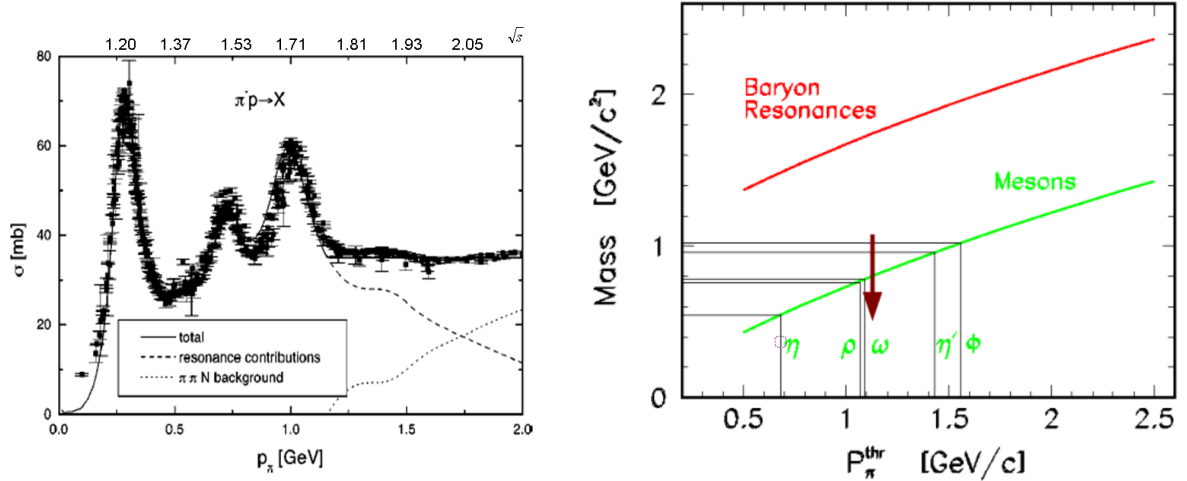 1.20 1.37 1.53 1.71 1.81 1.93 2.05 √s
80
60
40
20
0
σ [mb]
π⁻p→X
total
resonance contributions
π π N background
0.0 0.5 1.0 1.5 2.0
p_π [GeV]
Mass [GeV/c²]
2
1
0
Baryon
Resonances
Mesons
η ρ ω η′ ϕ
0.5 1 1.5 2 2.5
P_π^thr [GeV/c]